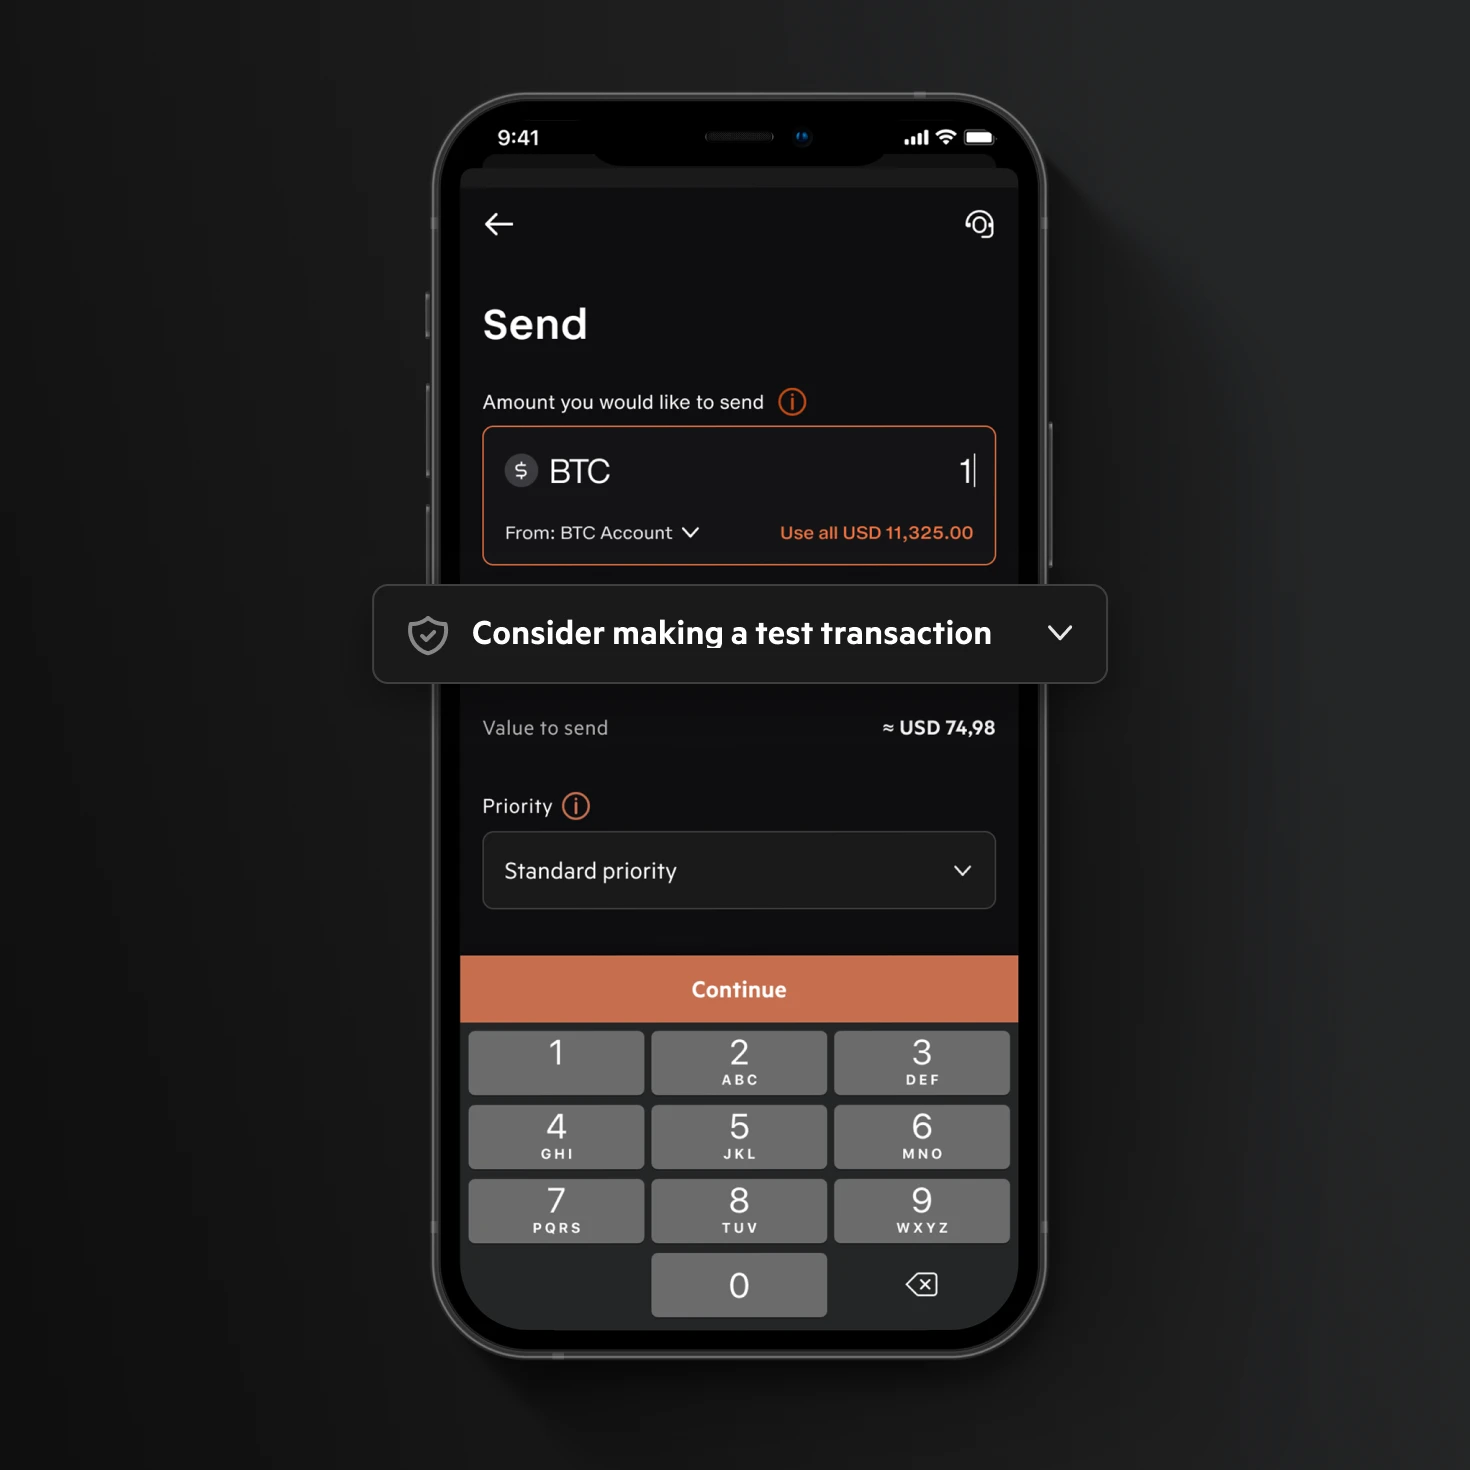 9:41
Send
Amount you would like to send
$ BTC 1
From: BTC Account Use all USD 11,325.00
Consider making a test transaction
Value to send ≈ USD 74,98
Priority
Standard priority
Continue
1 2 3
ABC DEF
4 5 6
GHI JKL MNO
7 8 9
PQRS TUV WXYZ
0